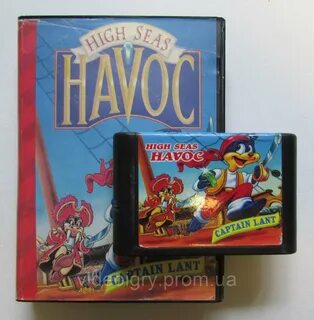 HIGH SEAS
HAVOC
HIGH SEAS
HAVOC
CAPTAIN LANT
CAPTAIN LANT
videoigry.prom.ua